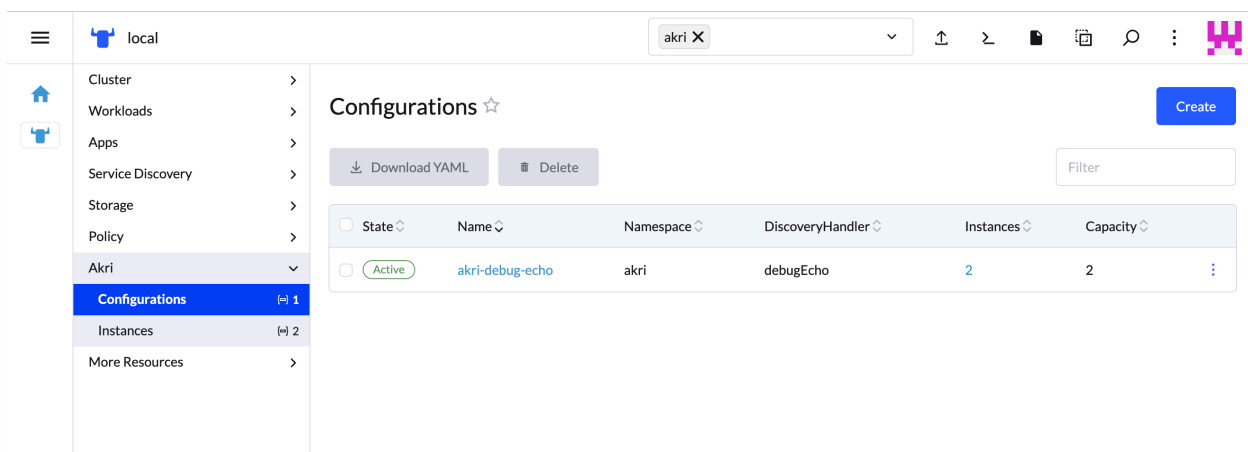 local
akri
Cluster
Workloads
Apps
Service Discovery
Storage
Policy
Akri
Configurations 1
Instances 2
More Resources
Configurations
Create
Download YAML
Delete
Filter
State Name Namespace DiscoveryHandler Instances Capacity
Active akri-debug-echo akri debugEcho 2 2